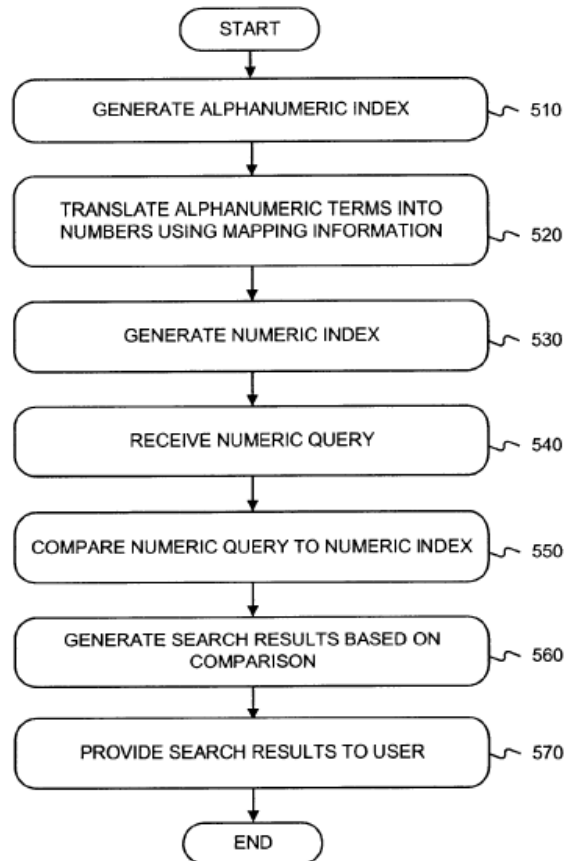 START
GENERATE ALPHANUMERIC INDEX 510
TRANSLATE ALPHANUMERIC TERMS INTO
NUMBERS USING MAPPING INFORMATION 520
GENERATE NUMERIC INDEX 530
RECEIVE NUMERIC QUERY 540
COMPARE NUMERIC QUERY TO NUMERIC INDEX 550
GENERATE SEARCH RESULTS BASED ON
COMPARISON 560
PROVIDE SEARCH RESULTS TO USER 570
END